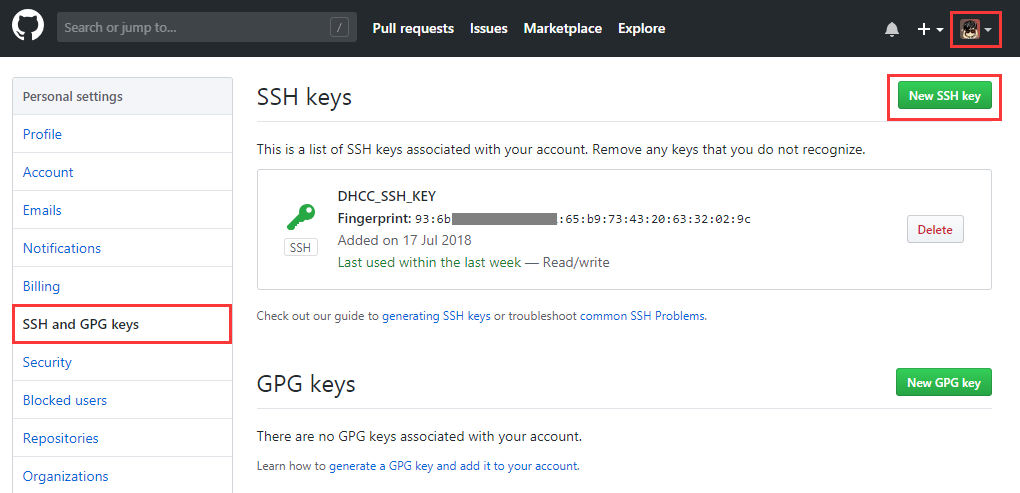 Search or jump to... /
Pull requests Issues Marketplace Explore
Personal settings
Profile
Account
Emails
Notifications
Billing
SSH and GPG keys
Security
Blocked users
Repositories
Organizations
SSH keys
New SSH key
This is a list of SSH keys associated with your account. Remove any keys that you do not recognize.
SSH
DHCC_SSH_KEY
Fingerprint: 93:6b :65:b9:73:43:20:63:32:02:9c
Added on 17 Jul 2018
Last used within the last week — Read/write
Delete
Check out our guide to generating SSH keys or troubleshoot common SSH Problems.
GPG keys
New GPG key
There are no GPG keys associated with your account.
Learn how to generate a GPG key and add it to your account.